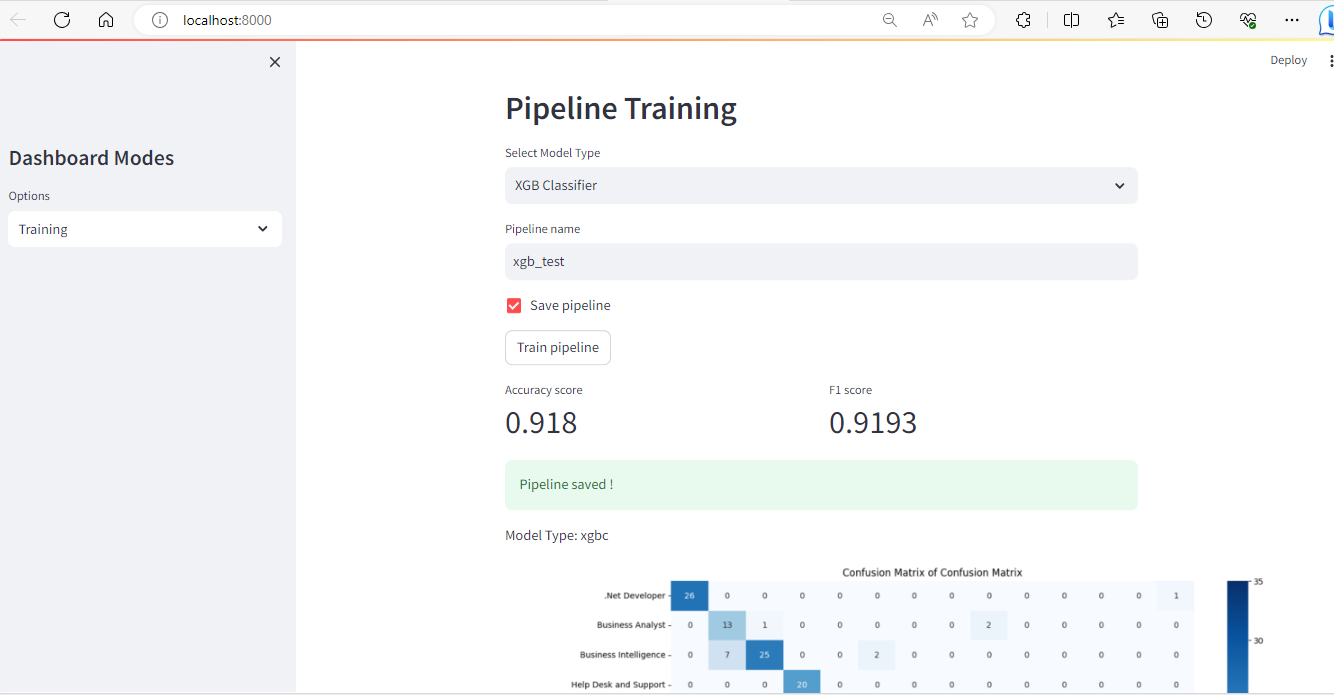 localhost:8000
Deploy
Dashboard Modes
Options
Training
Pipeline Training
Select Model Type
XGB Classifier
Pipeline name
xgb_test
Save pipeline
Train pipeline
Accuracy score
F1 score
0.918
0.9193
Pipeline saved !
Model Type: xgbc
Confusion Matrix of Confusion Matrix
.Net Developer 26 0 0 0 0 0 0 0 0 0 0 0 0 1
Business Analyst 0 13 1 0 0 0 0 0 2 0 0 0 0 0
Business Intelligence 0 7 25 0 0 2 0 0 0 0 0 0 0 0
Help Desk and Support 0 0 0 20 0 0 0 0 0 0 0 0 0 0
35
30